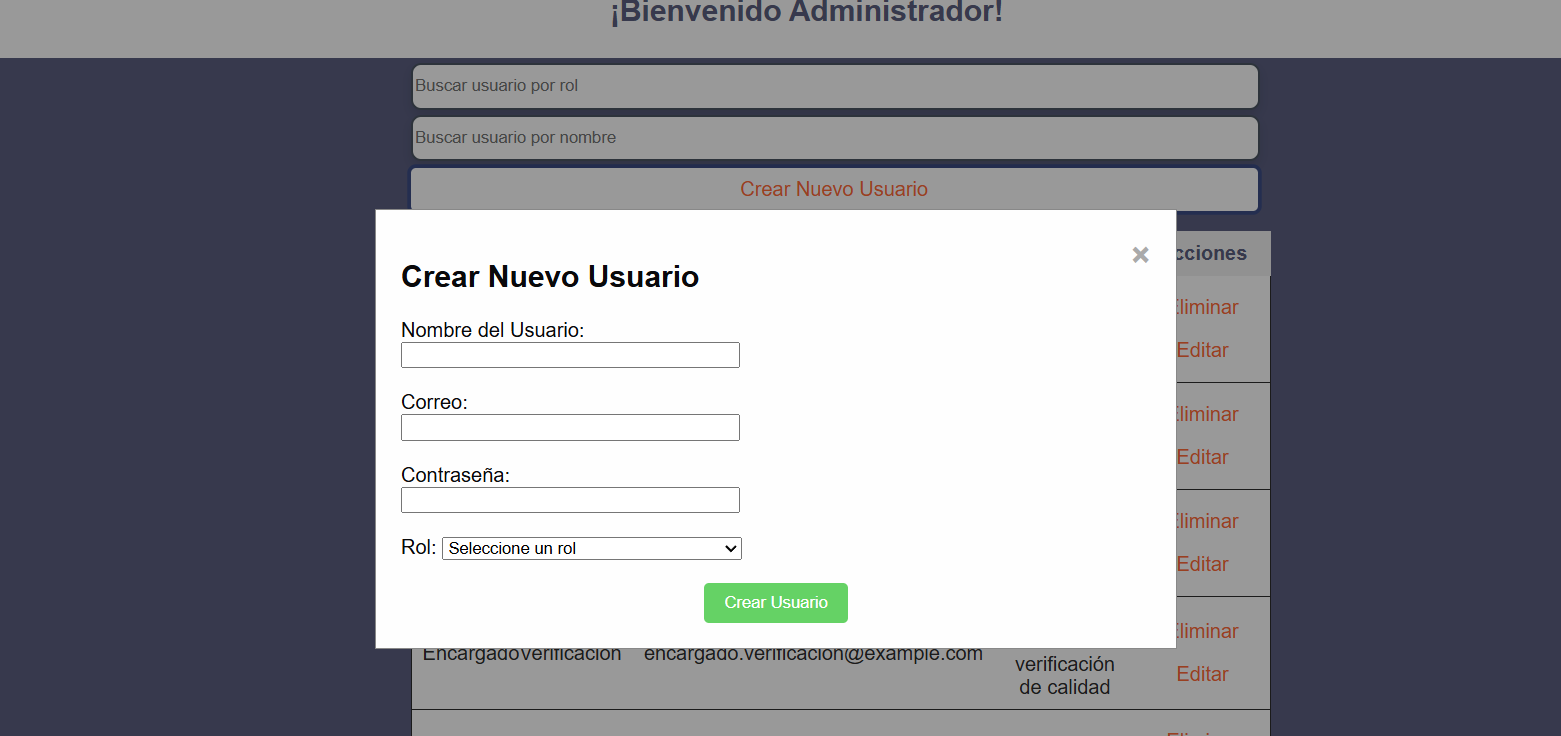 ¡Bienvenido Administrador!
Buscar usuario por rol
Buscar usuario por nombre
Crear Nuevo Usuario
×
cciones
Crear Nuevo Usuario
Eliminar
Nombre del Usuario:
Editar
Correo:
Eliminar
Editar
Contraseña:
Eliminar
Rol: Seleccione un rol
Editar
Crear Usuario
Eliminar
EncargadoVerificacion encargado.verificacion@example.com
verificación
Editar
de calidad
Eliminar